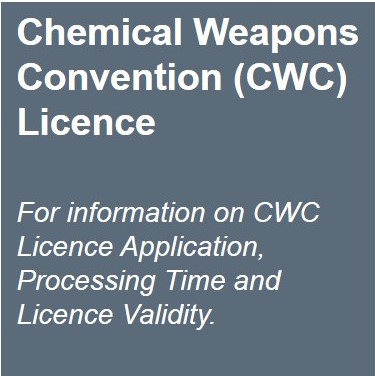 Chemical Weapons
Convention (CWC)
Licence
For information on CWC
Licence Application,
Processing Time and
Licence Validity.